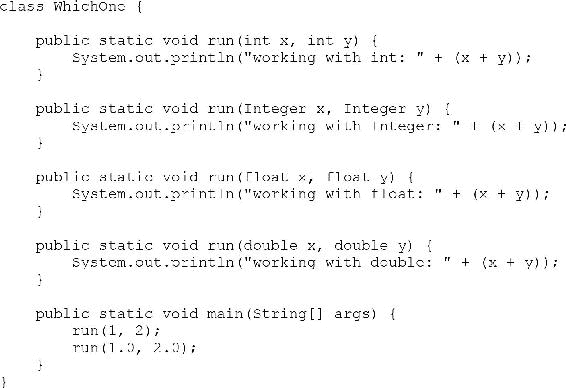 class WhichOne {
    public static void run(int x, int y) {
        System.out.println("working with int: " + (x + y));
    }
    public static void run(Integer x, Integer y) {
        System.out.println("working with Integer: " + (x + y));
    }
    public static void run(float x, float y) {
        System.out.println("working with float: " + (x + y));
    }
    public static void run(double x, double y) {
        System.out.println("working with double: " + (x + y));
    }
    public static void main(String[] args) {
        run(1, 2);
        run(1.0, 2.0);
    }
}